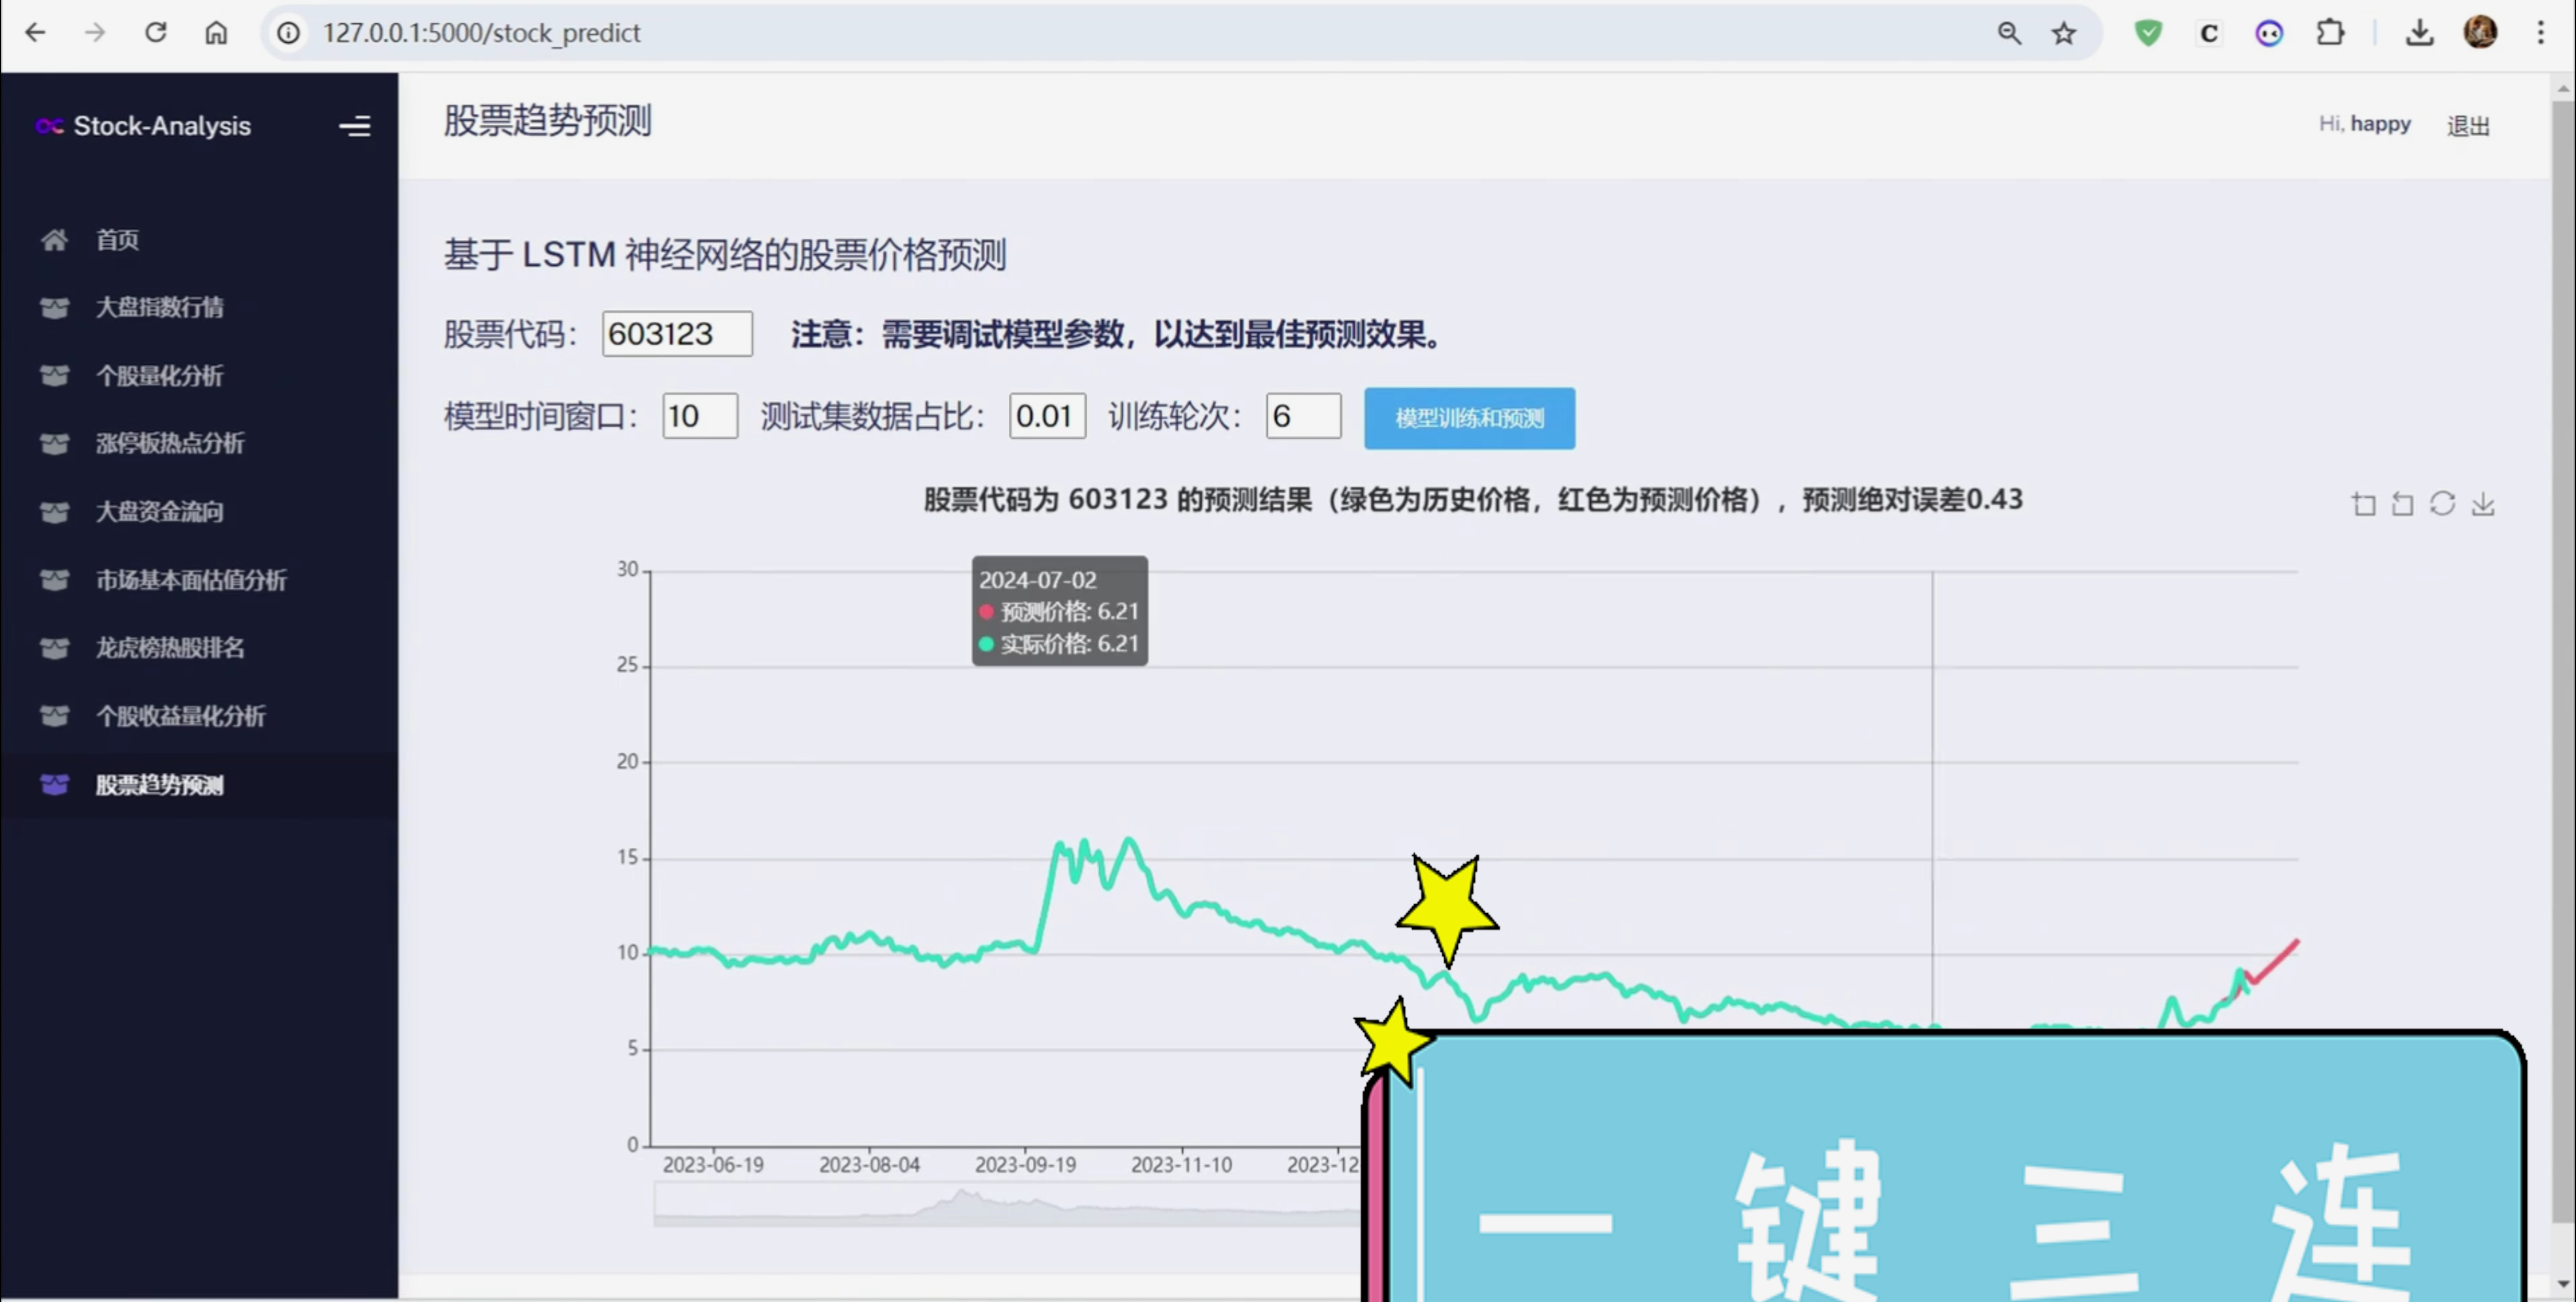 127.0.0.1:5000/stock_predict
Stock-Analysis
首页
大盘指数行情
个股量化分析
涨停板热点分析
大盘资金流向
市场基本面估值分析
龙虎榜热股排名
个股收益量化分析
股票趋势预测
股票趋势预测
Hi, happy 退出
基于 LSTM 神经网络的股票价格预测
股票代码： 603123 注意：需要调试模型参数，以达到最佳预测效果。
模型时间窗口： 10 测试集数据占比： 0.01 训练轮次： 6 模型训练和预测
股票代码为 603123 的预测结果（绿色为历史价格，红色为预测价格），预测绝对误差0.43
2024-07-02
预测价格: 6.21
实际价格: 6.21
30
25
20
15
10
5
0
2023-06-19 2023-08-04 2023-09-19 2023-11-10 2023-12
一键三连